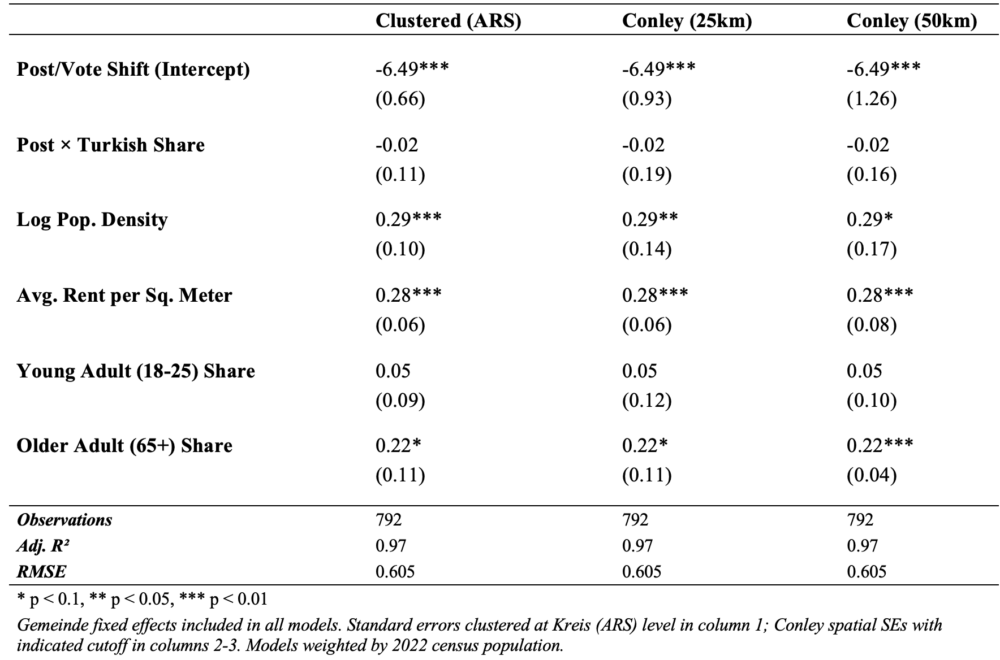 Clustered (ARS) Conley (25km) Conley (50km)
Post/Vote Shift (Intercept) -6.49*** -6.49*** -6.49***
(0.66) (0.93) (1.26)
Post × Turkish Share -0.02 -0.02 -0.02
(0.11) (0.19) (0.16)
Log Pop. Density 0.29*** 0.29** 0.29*
(0.10) (0.14) (0.17)
Avg. Rent per Sq. Meter 0.28*** 0.28*** 0.28***
(0.06) (0.06) (0.08)
Young Adult (18-25) Share 0.05 0.05 0.05
(0.09) (0.12) (0.10)
Older Adult (65+) Share 0.22* 0.22* 0.22***
(0.11) (0.11) (0.04)
Observations 792 792 792
Adj. R² 0.97 0.97 0.97
RMSE 0.605 0.605 0.605
* p < 0.1, ** p < 0.05, *** p < 0.01
Gemeinde fixed effects included in all models. Standard errors clustered at Kreis (ARS) level in column 1; Conley spatial SEs with
indicated cutoff in columns 2-3. Models weighted by 2022 census population.